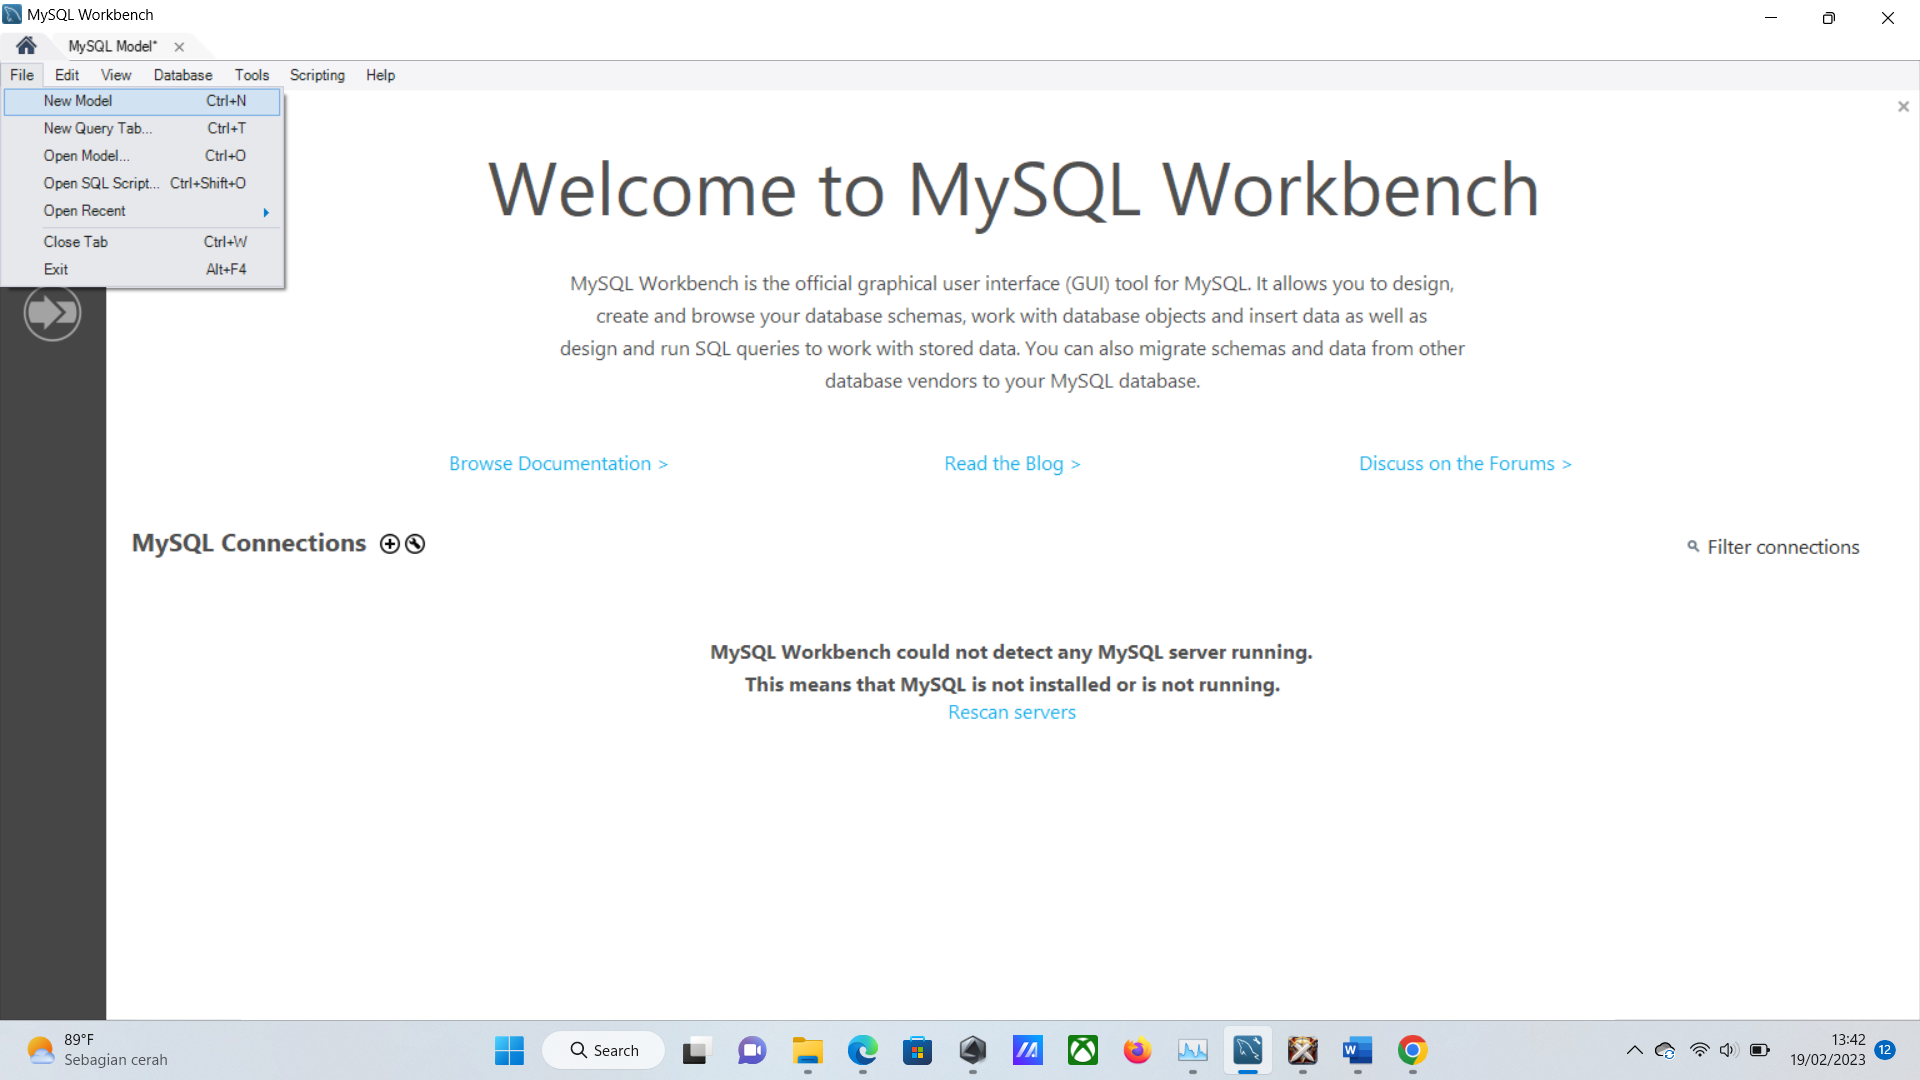 MySQL Workbench
MySQL Model*
File Edit View Database Tools Scripting Help
New Model Ctrl+N
New Query Tab... Ctrl+T
Open Model... Ctrl+O
Open SQL Script... Ctrl+Shift+O
Open Recent
Close Tab Ctrl+W
Exit Alt+F4
Welcome to MySQL Workbench
MySQL Workbench is the official graphical user interface (GUI) tool for MySQL. It allows you to design,
create and browse your database schemas, work with database objects and insert data as well as
design and run SQL queries to work with stored data. You can also migrate schemas and data from other
database vendors to your MySQL database.
Browse Documentation >
Read the Blog >
Discuss on the Forums >
MySQL Connections
Filter connections
MySQL Workbench could not detect any MySQL server running.
This means that MySQL is not installed or is not running.
Rescan servers
89°F
Sebagian cerah
Search
13:42
19/02/2023
12